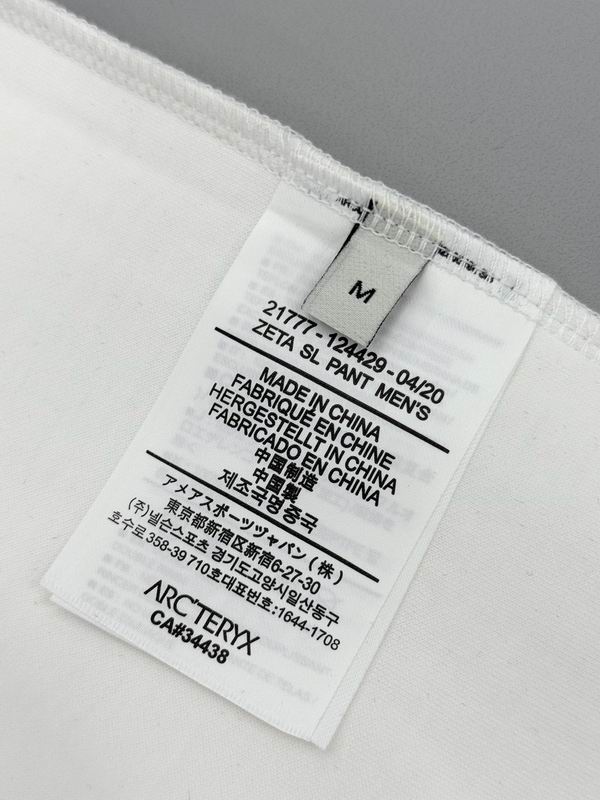 M
21777-124429-04/20
ZETA SL PANT MEN'S
MADE IN CHINA
FABRIQUÉ EN CHINE
HERGESTELLT IN CHINA
FABRICADO EN CHINA
中国制造
中国製
제조국명 중국
アメアスポーツヅャパン (株)
東京都新宿区新宿6-27-30
(주)넬슨스포츠 경기도고양시일산동구
호수로 358-39 710호대표번호:1644-1708
ARC'TERYX
CA#34438